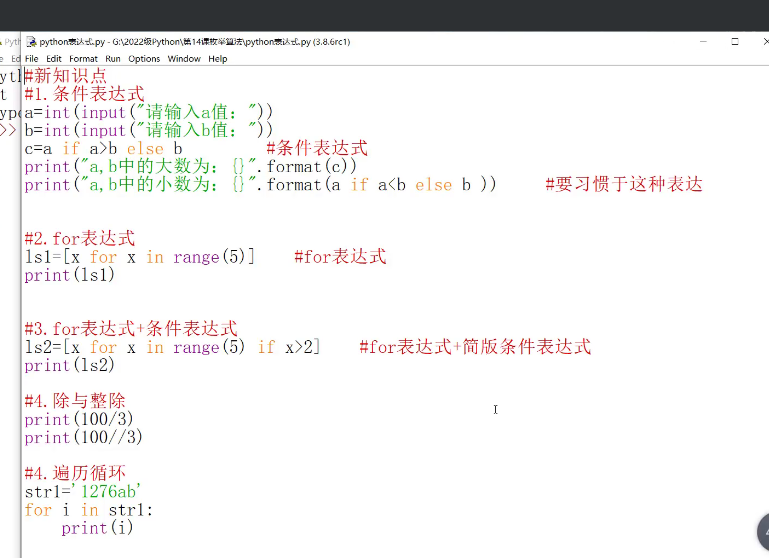 python表达式.py - G:\2022级Python\第14课枚举算法\python表达式.py (3.8.6rc1)
File Edit Format Run Options Window Help
#新知识点
#1.条件表达式
a=int(input("请输入a值："))
b=int(input("请输入b值："))
c=a if a>b else b #条件表达式
print("a,b中的大数为：{}".format(c))
print("a,b中的小数为：{}".format(a if a<b else b )) #要习惯于这种表达
#2.for表达式
ls1=[x for x in range(5)] #for表达式
print(ls1)
#3.for表达式+条件表达式
ls2=[x for x in range(5) if x>2] #for表达式+简版条件表达式
print(ls2)
#4.除与整除
print(100/3)
print(100//3)
#4.遍历循环
str1='1276ab'
for i in str1:
print(i)